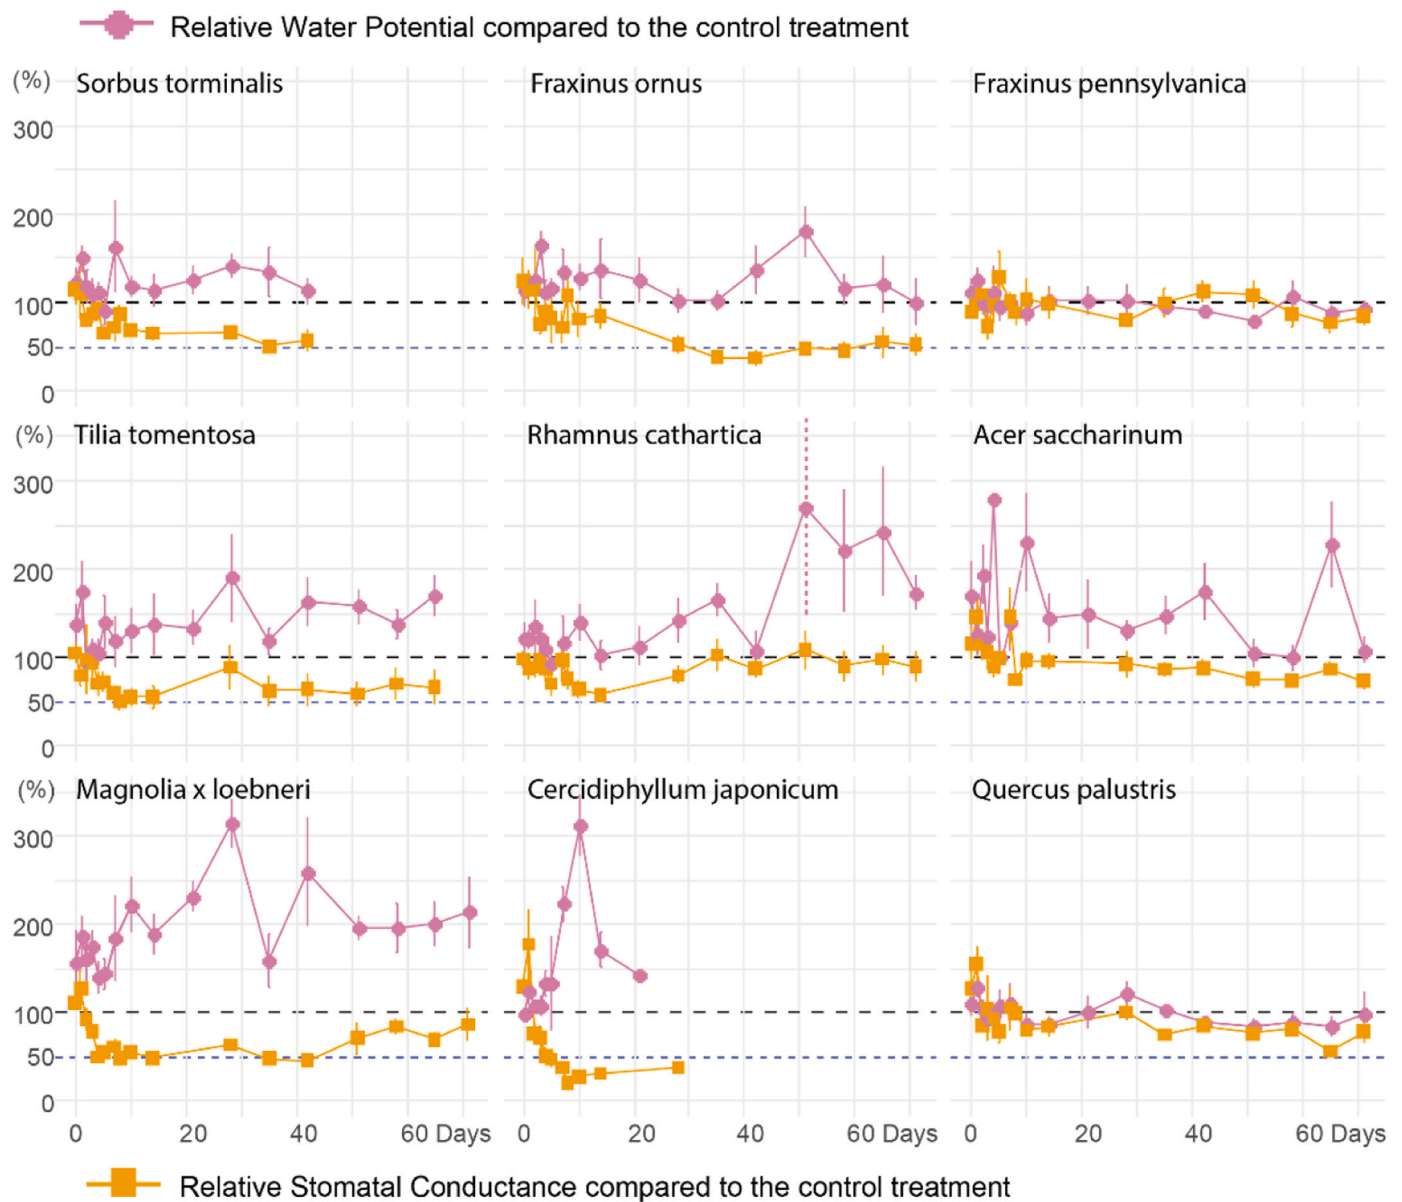 Relative Water Potential compared to the control treatment
(%) Sorbus torminalis Fraxinus ornus Fraxinus pennsylvanica
300
200
100
50
0
(%) Tilia tomentosa Rhamnus cathartica Acer saccharinum
300
200
100
50
0
(%) Magnolia x loebneri Cercidiphyllum japonicum Quercus palustris
300
200
100
50
0
0 20 40 60 Days 0 20 40 60 Days 0 20 40 60 Days
Relative Stomatal Conductance compared to the control treatment